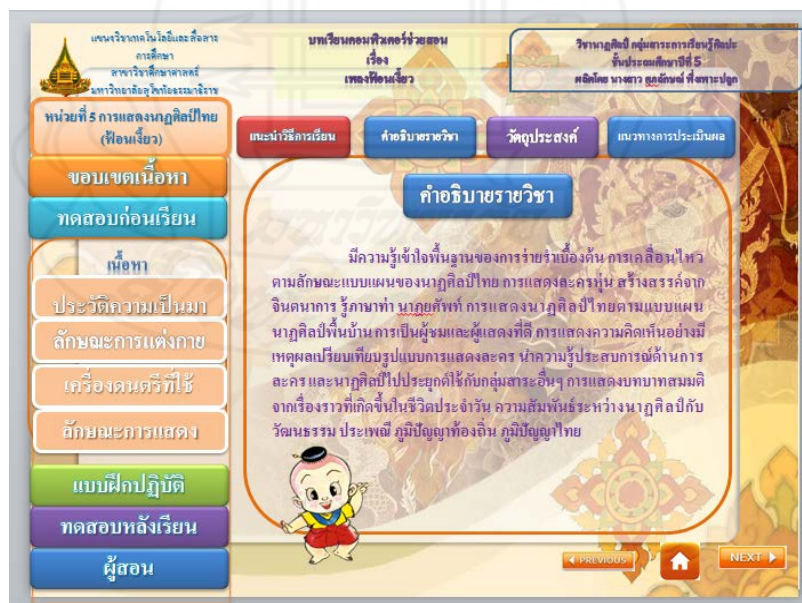 แขนงวิชาเทคโนโลยีและสื่อสาร
การศึกษา
สาขาวิชาศึกษาศาสตร์
มหาวิทยาลัยสุโขทัยธรรมาธิราช
บทเรียนคอมพิวเตอร์ช่วยสอน
เรื่อง
เพลงฟ้อนเงี้ยว
วิชานาฏศิลป์ กลุ่มสาระการเรียนรู้ศิลปะ
ชั้นประถมศึกษาปีที่ 5
ผลิตโดย นางสาว
หน่วยที่ 5 การแสดงนาฏศิลป์ไทย
(ฟ้อนเงี้ยว)
ขอบเขตเนื้อหา
ทดสอบก่อนเรียน
เนื้อหา
ประวัติความเป็นมา
ลักษณะการแต่งกาย
เครื่องดนตรีที่ใช้
ลักษณะการแสดง
แบบฝึกปฏิบัติ
ทดสอบหลังเรียน
ผู้สอน
แนะนำวิธีการเรียน
คำอธิบายรายวิชา
วัตถุประสงค์
แนวทางการประเมินผล
คำอธิบายรายวิชา
มีความรู้เข้าใจพื้นฐานของการร่ายรำเบื้องต้น การเคลื่อนไหว
ตามลักษณะแบบแผนของนาฏศิลป์ไทย การแสดงละครหุ่น สร้างสรรค์จาก
จินตนาการ รู้ภาษาท่า นาฏยศัพท์ การแสดงนาฏศิลป์ไทยตามแบบแผน
นาฏศิลป์พื้นบ้าน การเป็นผู้ชมและผู้แสดงที่ดี การแสดงความคิดเห็นอย่างมี
เหตุผลเปรียบเทียบรูปแบบการแสดงละคร นำความรู้ประสบการณ์ด้านการ
ละคร และนาฏศิลป์ไปประยุกต์ใช้กับกลุ่มสาระอื่นๆ การแสดงบทบาทสมมติ
จากเรื่องราวที่เกิดขึ้นในชีวิตประจำวัน ความสัมพันธ์ระหว่างนาฏศิลป์กับ
วัฒนธรรม ประเพณี ภูมิปัญญาท้องถิ่น ภูมิปัญญาไทย
PREVIOUS
NEXT